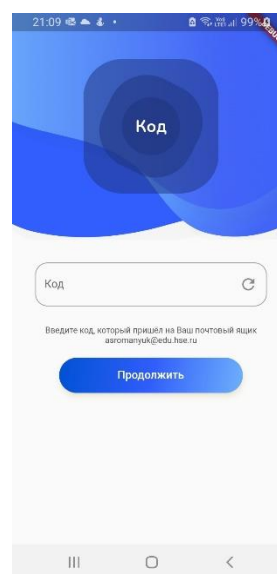 21:09
99%
Код
Код
Введите код, который пришёл на Ваш почтовый ящик
asromanyuk@edu.hse.ru
Продолжить